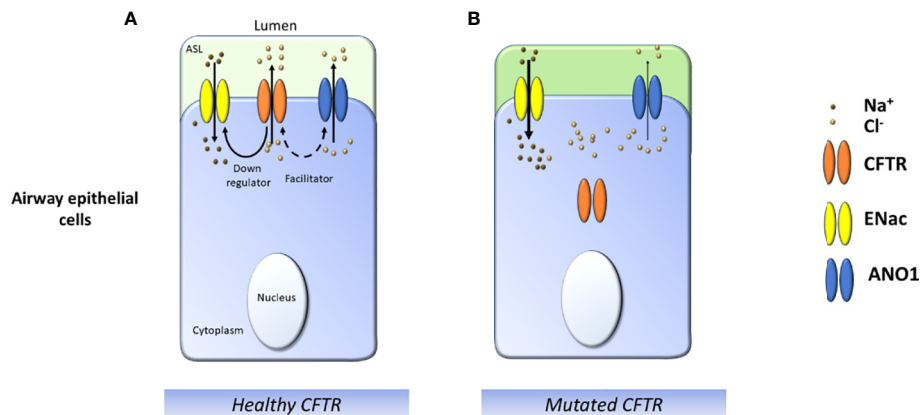 A
B
Lumen
ASL
Down
regulator
Facilitator
Airway epithelial
cells
Nucleus
Cytoplasm
Healthy CFTR
Mutated CFTR
Na+
Cl-
CFTR
ENac
ANO1